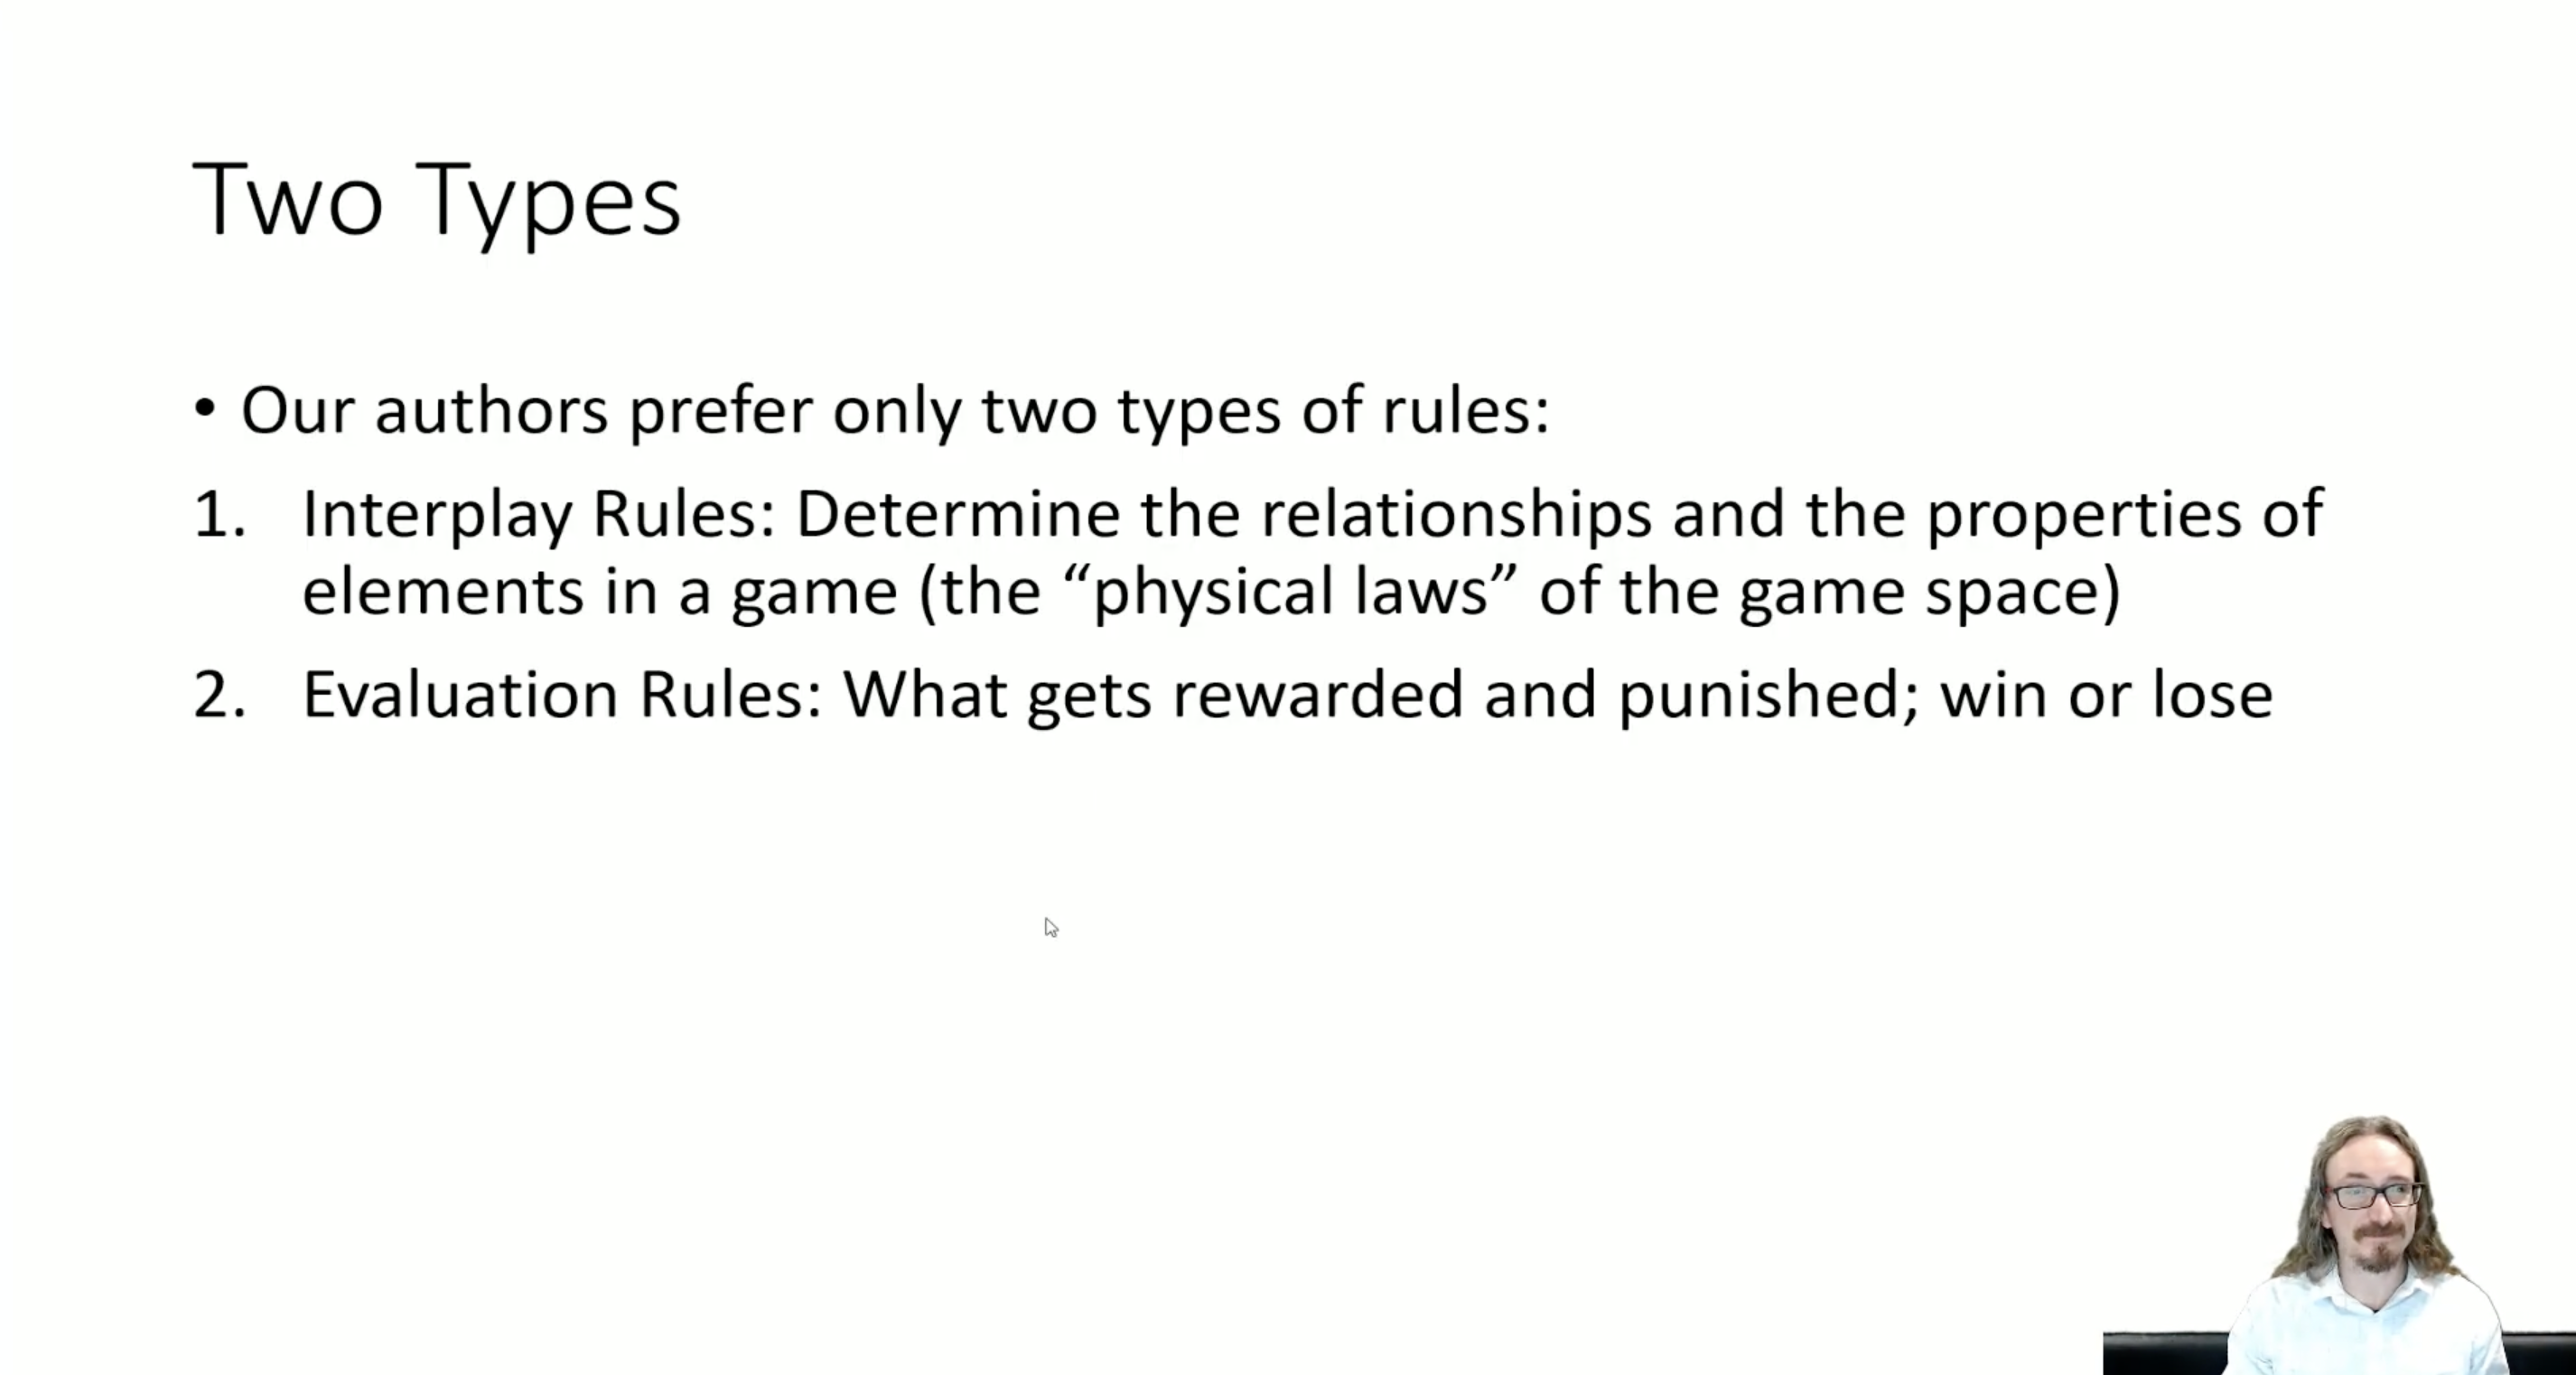 Two Types
• Our authors prefer only two types of rules:
1. Interplay Rules: Determine the relationships and the properties of
elements in a game (the “physical laws” of the game space)
2. Evaluation Rules: What gets rewarded and punished; win or lose